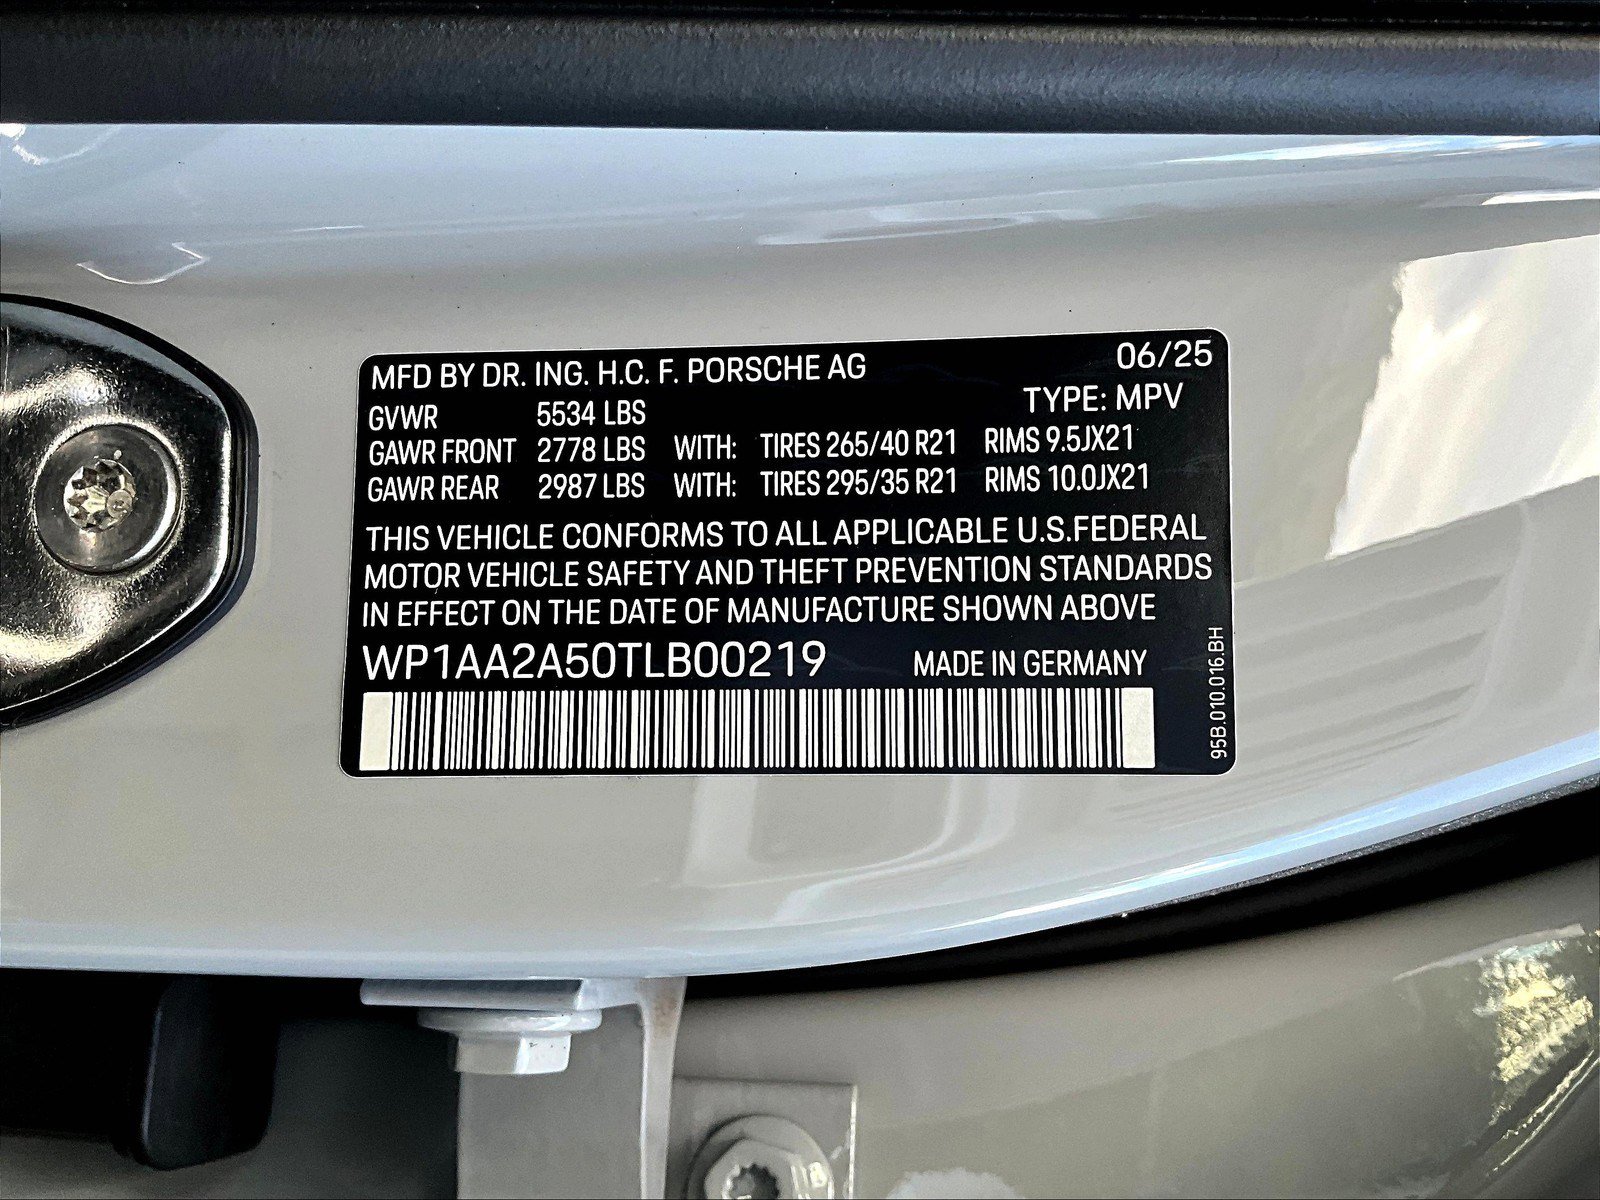 MFD BY DR. ING. H.C. F. PORSCHE AG 06/25
GVWR 5534 LBS TYPE: MPV
GAWR FRONT 2778 LBS WITH: TIRES 265/40 R21 RIMS 9.5JX21
GAWR REAR 2987 LBS WITH: TIRES 295/35 R21 RIMS 10.0JX21
THIS VEHICLE CONFORMS TO ALL APPLICABLE U.S.FEDERAL
MOTOR VEHICLE SAFETY AND THEFT PREVENTION STANDARDS
IN EFFECT ON THE DATE OF MANUFACTURE SHOWN ABOVE
WP1AA2A50TLB00219 MADE IN GERMANY
95B.010.016.BH